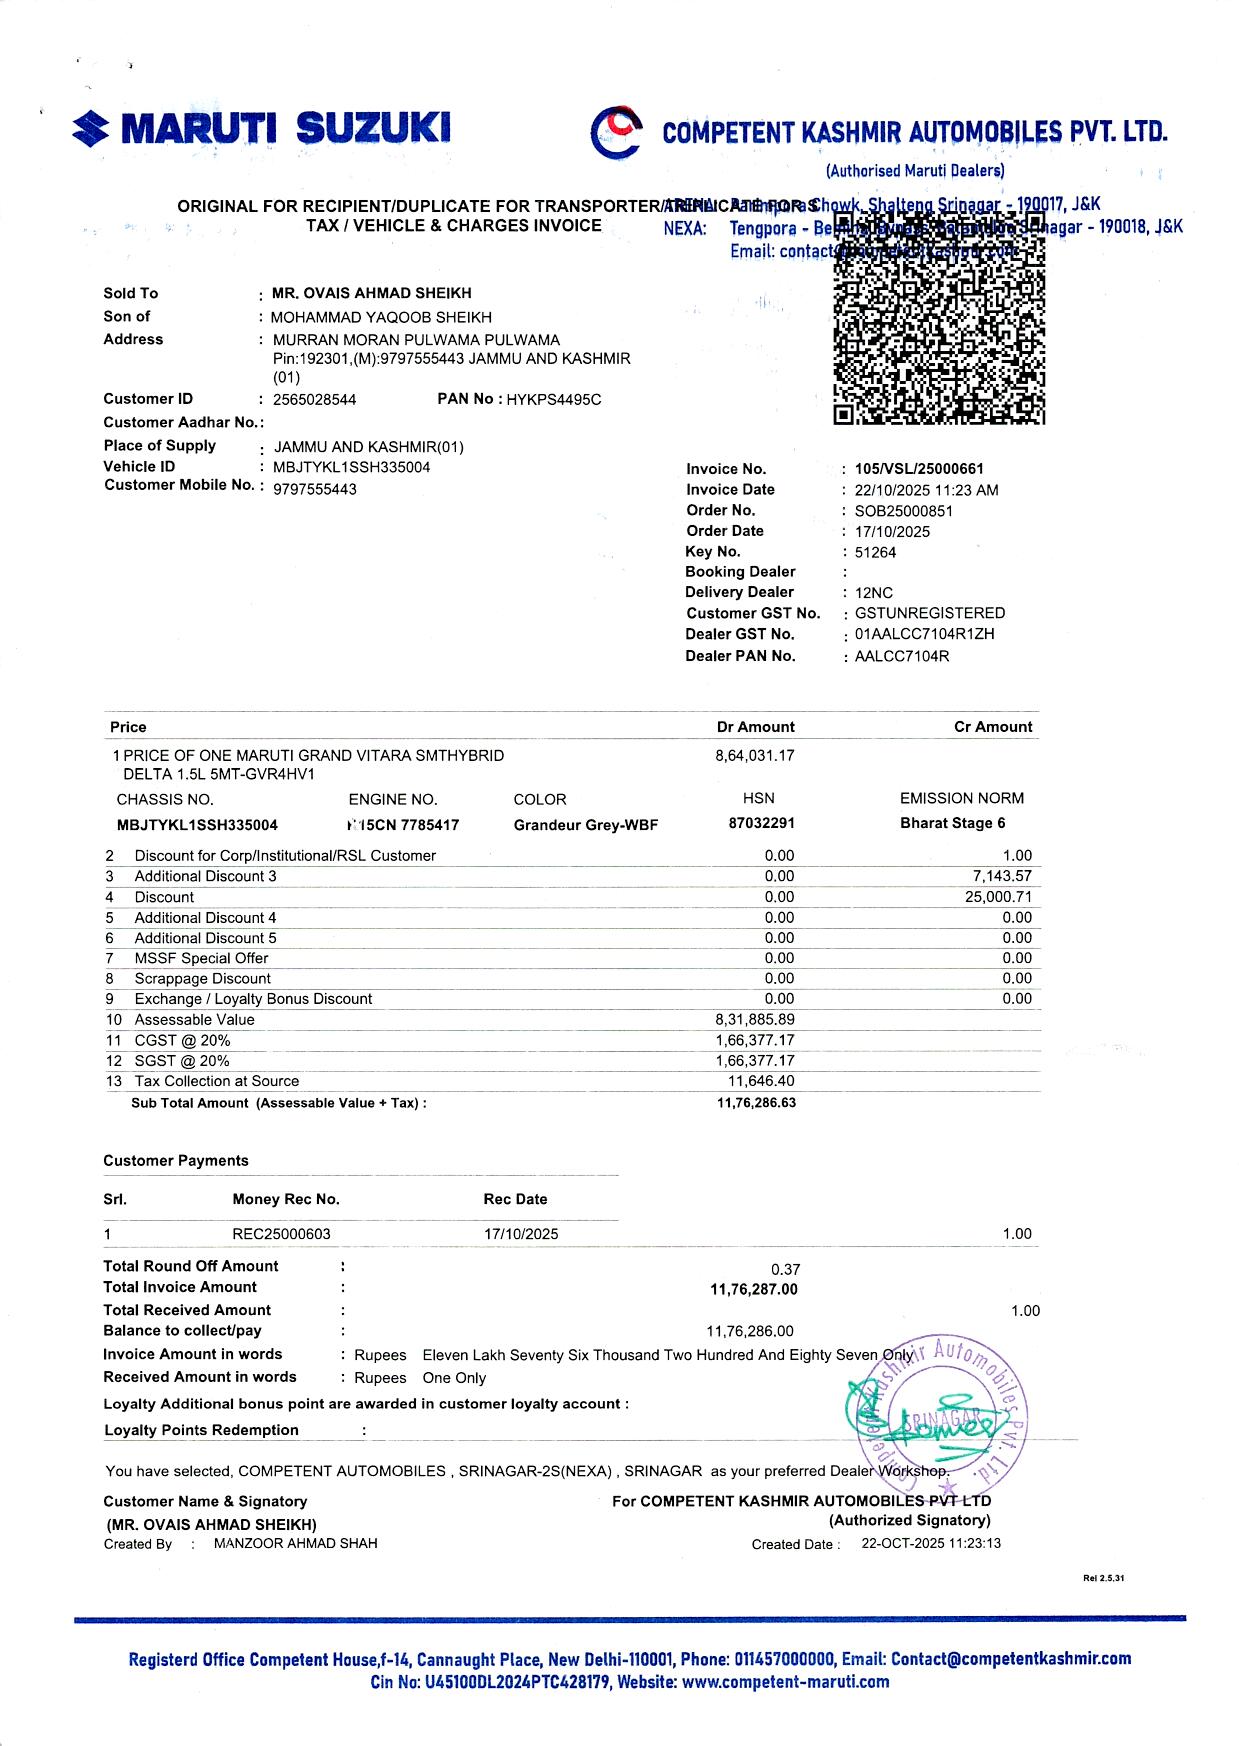 MARUTI SUZUKI
COMPETENT KASHMIR AUTOMOBILES PVT. LTD.
(Authorised Maruti Dealers)
ORIGINAL FOR RECIPIENT/DUPLICATE FOR TRANSPORTER/TRIPLICATE FOR S
Chowk, Shalteng Srinagar - 190017, J&K
TAX / VEHICLE & CHARGES INVOICE
NEXA: Tengpora - Bemina Bypass, Srinagar - 190018, J&K
Email: contact@competentkashmir.com
Sold To : MR. OVAIS AHMAD SHEIKH
Son of : MOHAMMAD YAQOOB SHEIKH
Address : MURRAN MORAN PULWAMA PULWAMA
Pin:192301,(M):9797555443 JAMMU AND KASHMIR
(01)
Customer ID : 2565028544 PAN No : HYKPS4495C
Customer Aadhar No. :
Place of Supply : JAMMU AND KASHMIR(01)
Vehicle ID : MBJTYKL1SSH335004
Customer Mobile No. : 9797555443
Invoice No. : 105/VSL/25000661
Invoice Date : 22/10/2025 11:23 AM
Order No. : SOB25000851
Order Date : 17/10/2025
Key No. : 51264
Booking Dealer :
Delivery Dealer : 12NC
Customer GST No. : GSTUNREGISTERED
Dealer GST No. : 01AALCC7104R1ZH
Dealer PAN No. : AALCC7104R
Price Dr Amount Cr Amount
1 PRICE OF ONE MARUTI GRAND VITARA SMTHYBRID 8,64,031.17
DELTA 1.5L 5MT-GVR4HV1
CHASSIS NO. ENGINE NO. COLOR HSN EMISSION NORM
MBJTYKL1SSH335004 K15CN 7785417 Grandeur Grey-WBF 87032291 Bharat Stage 6
2 Discount for Corp/Institutional/RSL Customer 0.00 1.00
3 Additional Discount 3 0.00 7,143.57
4 Discount 0.00 25,000.71
5 Additional Discount 4 0.00 0.00
6 Additional Discount 5 0.00 0.00
7 MSSF Special Offer 0.00 0.00
8 Scrappage Discount 0.00 0.00
9 Exchange / Loyalty Bonus Discount 0.00 0.00
10 Assessable Value 8,31,885.89
11 CGST @ 20% 1,66,377.17
12 SGST @ 20% 1,66,377.17
13 Tax Collection at Source 11,646.40
Sub Total Amount (Assessable Value + Tax) : 11,76,286.63
Customer Payments
Srl. Money Rec No. Rec Date
1 REC25000603 17/10/2025 1.00
Total Round Off Amount : 0.37
Total Invoice Amount : 11,76,287.00
Total Received Amount : 1.00
Balance to collect/pay : 11,76,286.00
Invoice Amount in words : Rupees Eleven Lakh Seventy Six Thousand Two Hundred And Eighty Seven Only
Received Amount in words : Rupees One Only
Loyalty Additional bonus point are awarded in customer loyalty account :
Loyalty Points Redemption :
Competent Kashmir Automobiles Pvt. Ltd.
SRINAGAR
You have selected, COMPETENT AUTOMOBILES , SRINAGAR-2S(NEXA) , SRINAGAR as your preferred Dealer Workshop.
Customer Name & Signatory For COMPETENT KASHMIR AUTOMOBILES PVT LTD
(MR. OVAIS AHMAD SHEIKH) (Authorized Signatory)
Created By : MANZOOR AHMAD SHAH Created Date : 22-OCT-2025 11:23:13
Rel 2.5.31
Registerd Office Competent House,f-14, Cannaught Place, New Delhi-110001, Phone: 011457000000, Email: Contact@competentkashmir.com
Cin No: U45100DL2024PTC428179, Website: www.competent-maruti.com